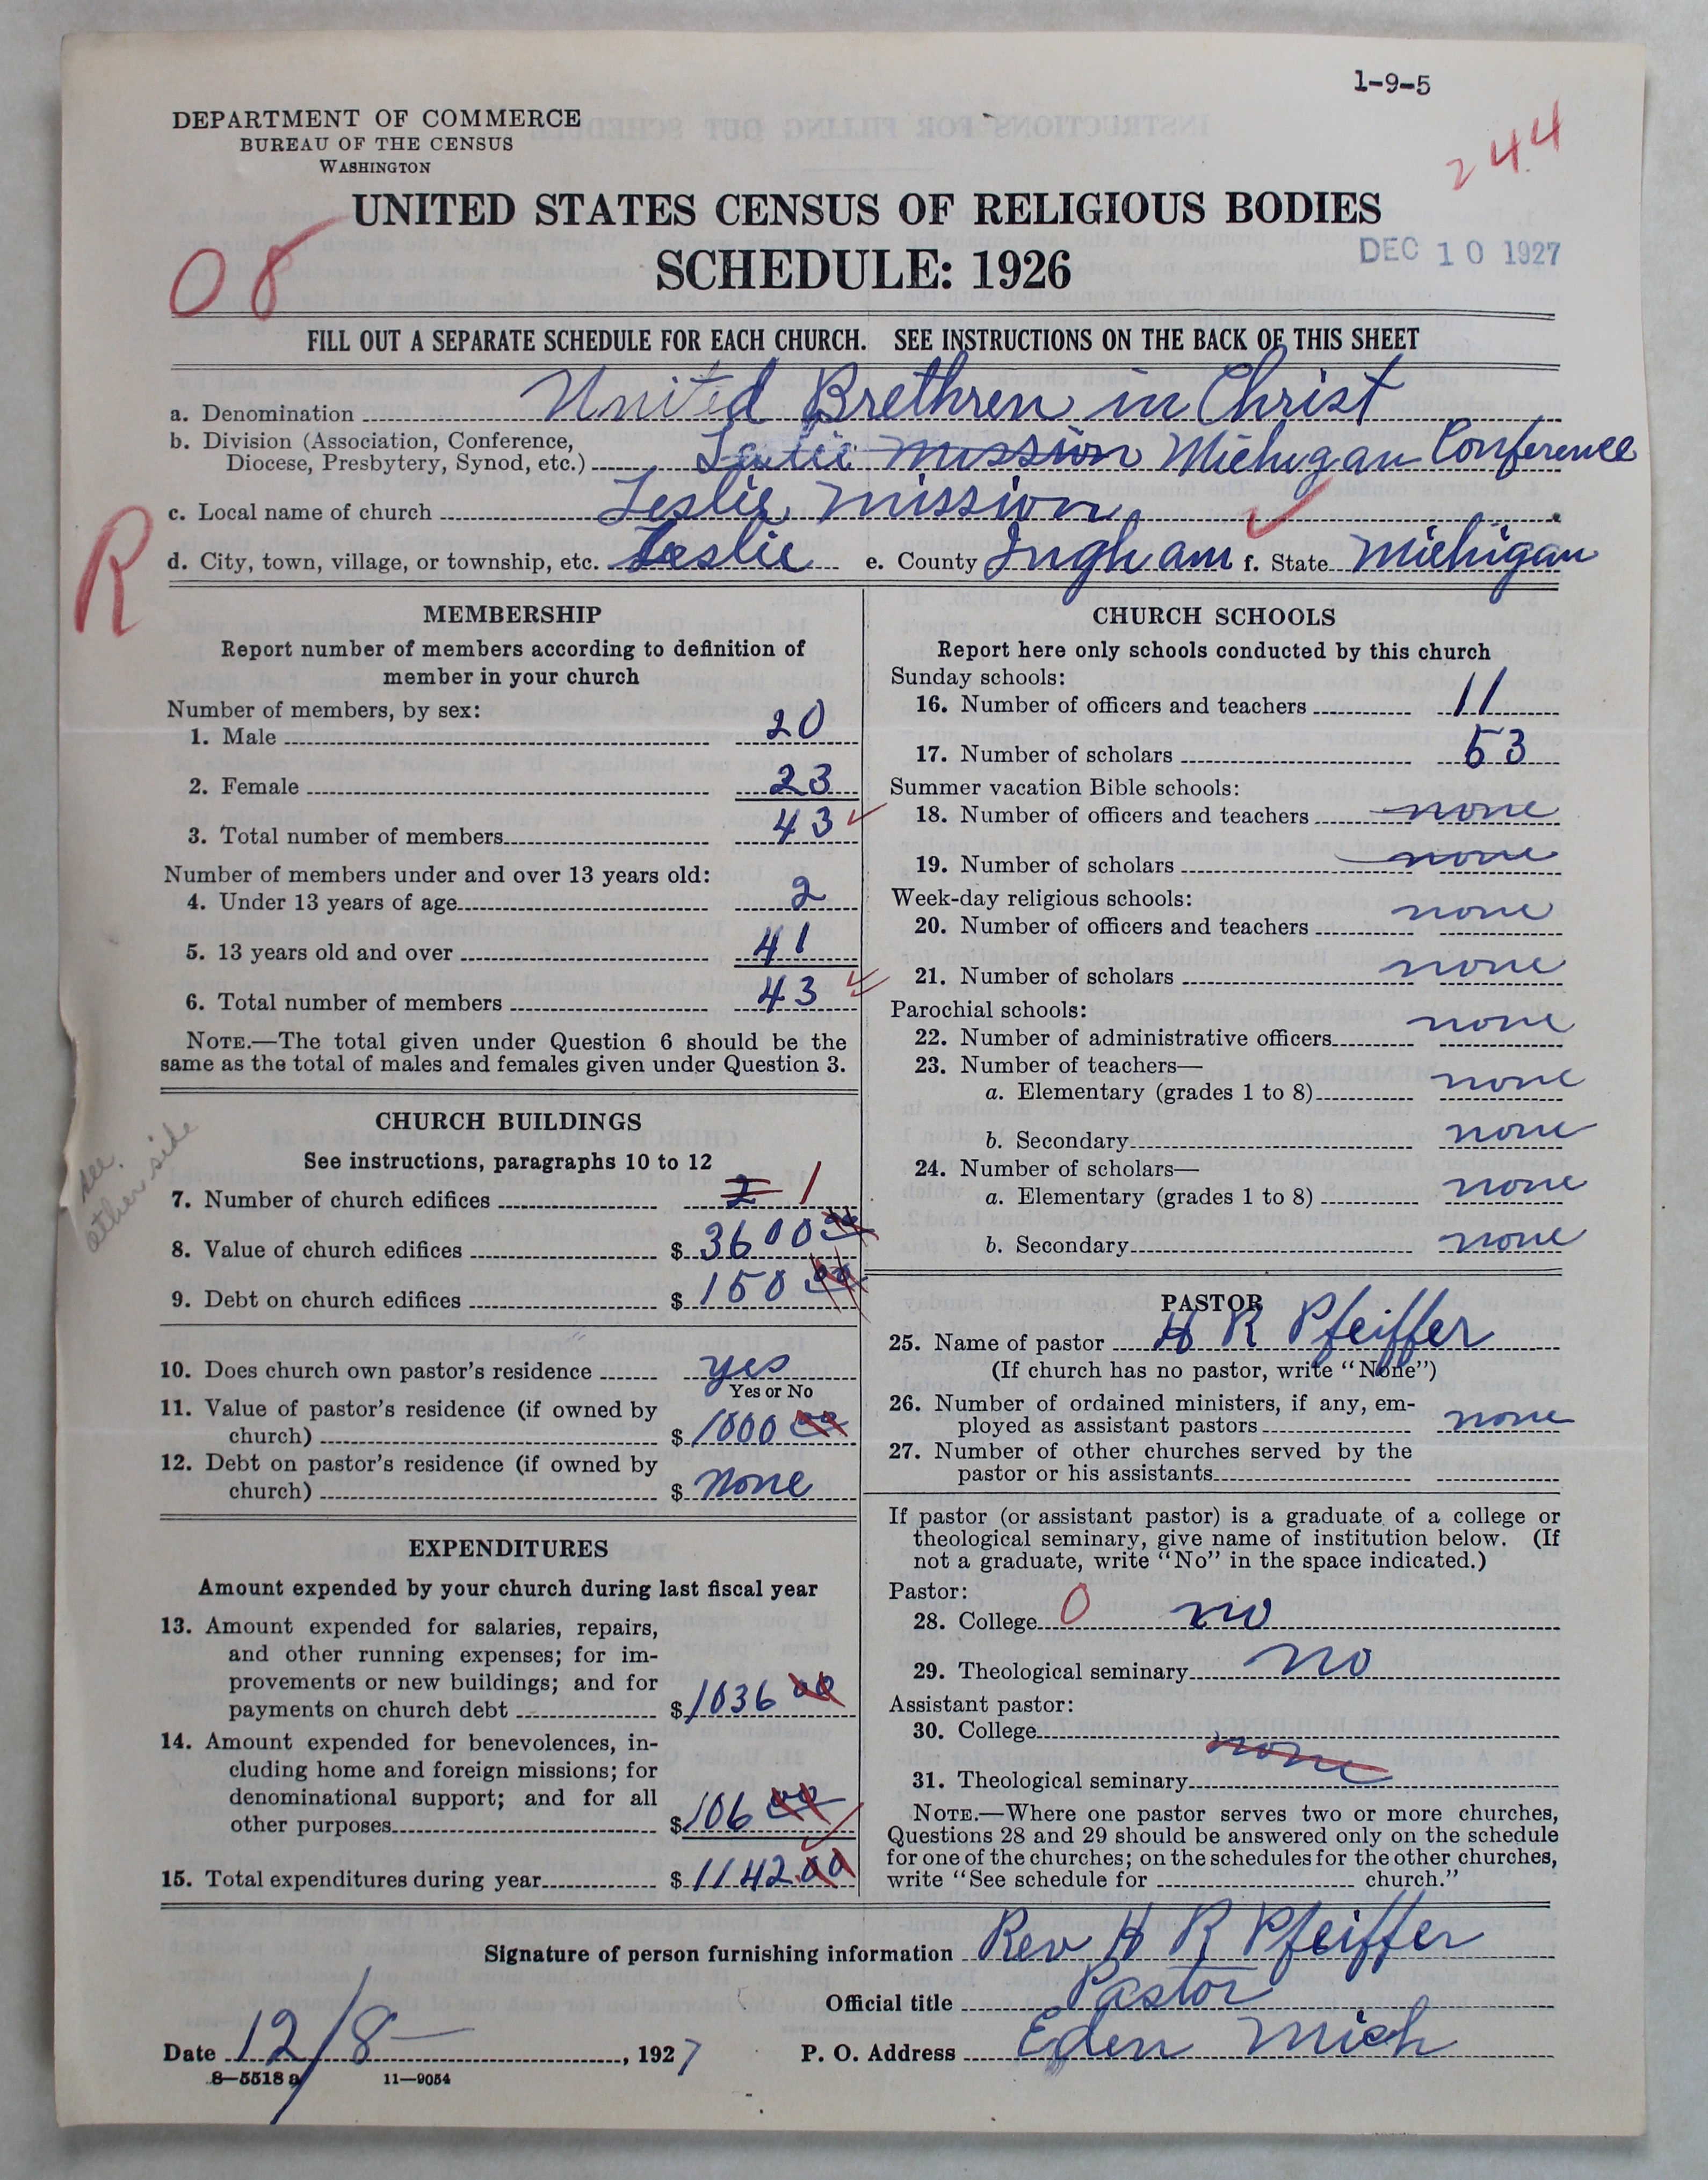 1-9-5
244
DEPARTMENT OF COMMERCE
BUREAU OF THE CENSUS
WASHINGTON
UNITED STATES CENSUS OF RELIGIOUS BODIES
SCHEDULE: 1926
DEC 10 1927
08
FILL OUT A SEPARATE SCHEDULE FOR EACH CHURCH. SEE INSTRUCTIONS ON THE BACK OF THIS SHEET
a. Denomination United Brethren in Christ
b. Division (Association, Conference,
Diocese, Presbytery, Synod, etc.) Leslie mission Michigan Conference
c. Local name of church Leslie mission
R
d. City, town, village, or township, etc. Leslie e. County Ingham f. State Michigan
MEMBERSHIP
Report number of members according to definition of
member in your church
Number of members, by sex:
1. Male 20
2. Female 23
3. Total number of members 43
Number of members under and over 13 years old:
4. Under 13 years of age 2
5. 13 years old and over 41
6. Total number of members 43
NOTE.—The total given under Question 6 should be the
same as the total of males and females given under Question 3.
CHURCH BUILDINGS
See instructions, paragraphs 10 to 12
see
other side
7. Number of church edifices 2 1
8. Value of church edifices $ 3600 00
9. Debt on church edifices $ 150 00
10. Does church own pastor's residence yes
Yes or No
11. Value of pastor's residence (if owned by
church) $ 1000 00
12. Debt on pastor's residence (if owned by
church) $ none
EXPENDITURES
Amount expended by your church during last fiscal year
13. Amount expended for salaries, repairs,
and other running expenses; for im-
provements or new buildings; and for
payments on church debt $ 1036 00
14. Amount expended for benevolences, in-
cluding home and foreign missions; for
denominational support; and for all
other purposes $ 106 00
15. Total expenditures during year $ 1142.00
CHURCH SCHOOLS
Report here only schools conducted by this church
Sunday schools:
16. Number of officers and teachers 11
17. Number of scholars 53
Summer vacation Bible schools:
18. Number of officers and teachers none
19. Number of scholars none
Week-day religious schools:
20. Number of officers and teachers none
21. Number of scholars none
Parochial schools:
22. Number of administrative officers none
23. Number of teachers—
a. Elementary (grades 1 to 8) none
b. Secondary none
24. Number of scholars—
a. Elementary (grades 1 to 8) none
b. Secondary none
PASTOR
25. Name of pastor H R Pfeiffer
(If church has no pastor, write "None")
26. Number of ordained ministers, if any, em-
ployed as assistant pastors none
27. Number of other churches served by the
pastor or his assistants
If pastor (or assistant pastor) is a graduate of a college or
theological seminary, give name of institution below. (If
not a graduate, write "No" in the space indicated.)
Pastor:
28. College 0 no
29. Theological seminary no
Assistant pastor:
30. College
none
31. Theological seminary
NOTE.—Where one pastor serves two or more churches,
Questions 28 and 29 should be answered only on the schedule
for one of the churches; on the schedules for the other churches,
write "See schedule for church."
Signature of person furnishing information Rev H R Pfeiffer
Official title Pastor
Date 12/8, 1927 P. O. Address Eden Mich
8—5518 a 11—9054